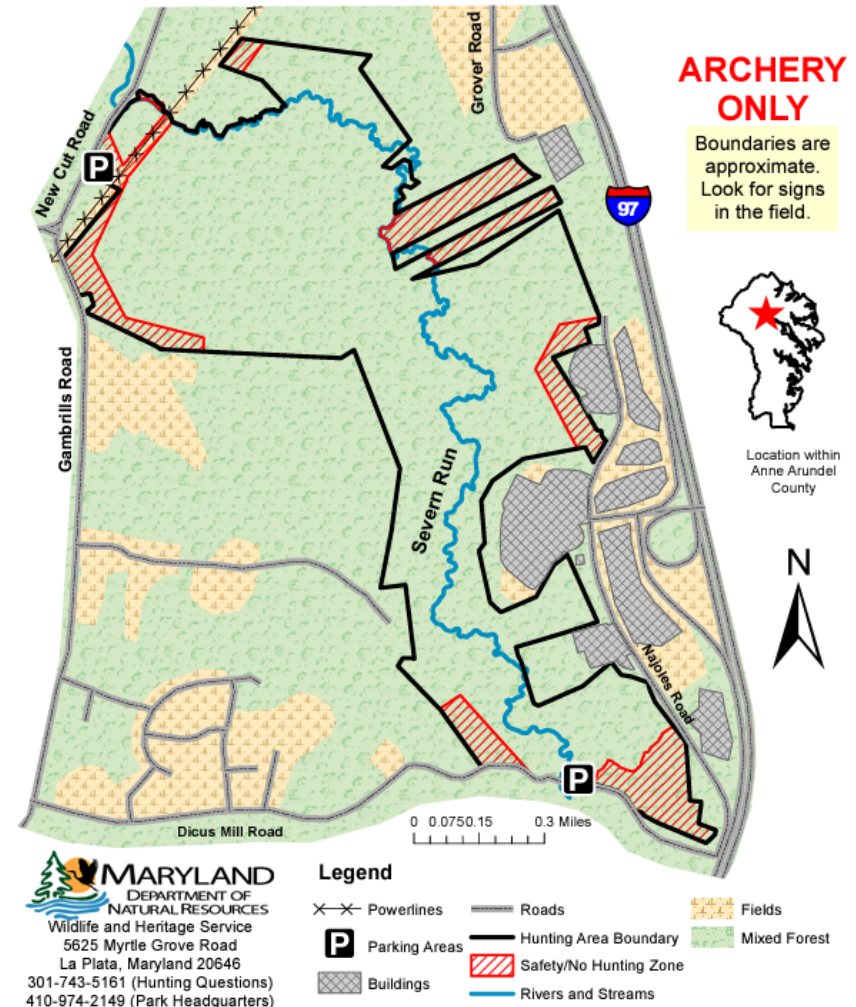 Grover Road
ARCHERY
ONLY
Boundaries are
approximate.
Look for signs
in the field.
New Cut Road
P
97
Gambrills Road
Severn Run
Location within
Anne Arundel
County
N
Najoles Road
P
0 0.0750.15 0.3 Miles
Dicus Mill Road
MARYLAND
DEPARTMENT OF
NATURAL RESOURCES
Wildlife and Heritage Service
5625 Myrtle Grove Road
La Plata, Maryland 20646
301-743-5161 (Hunting Questions)
410-974-2149 (Park Headquarters)
Legend
Powerlines
P Parking Areas
Buildings
Roads
Hunting Area Boundary
Safety/No Hunting Zone
Rivers and Streams
Fields
Mixed Forest